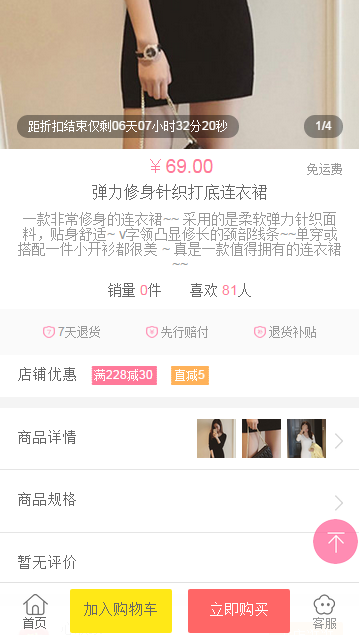 距折扣结束仅剩06天07小时32分20秒
1/4
¥69.00
免运费
弹力修身针织打底连衣裙
一款非常修身的连衣裙~~ 采用的是柔软弹力针织面
料，贴身舒适~ v字领凸显修长的颈部线条~~单穿或
搭配一件小开衫都很美 ~ 真是一款值得拥有的连衣裙
~~
销量 0件 喜欢 81人
7天退货 先行赔付 退货补贴
店铺优惠 满228减30 直减5
商品详情
商品规格
暂无评价
首页 加入购物车 立即购买 客服